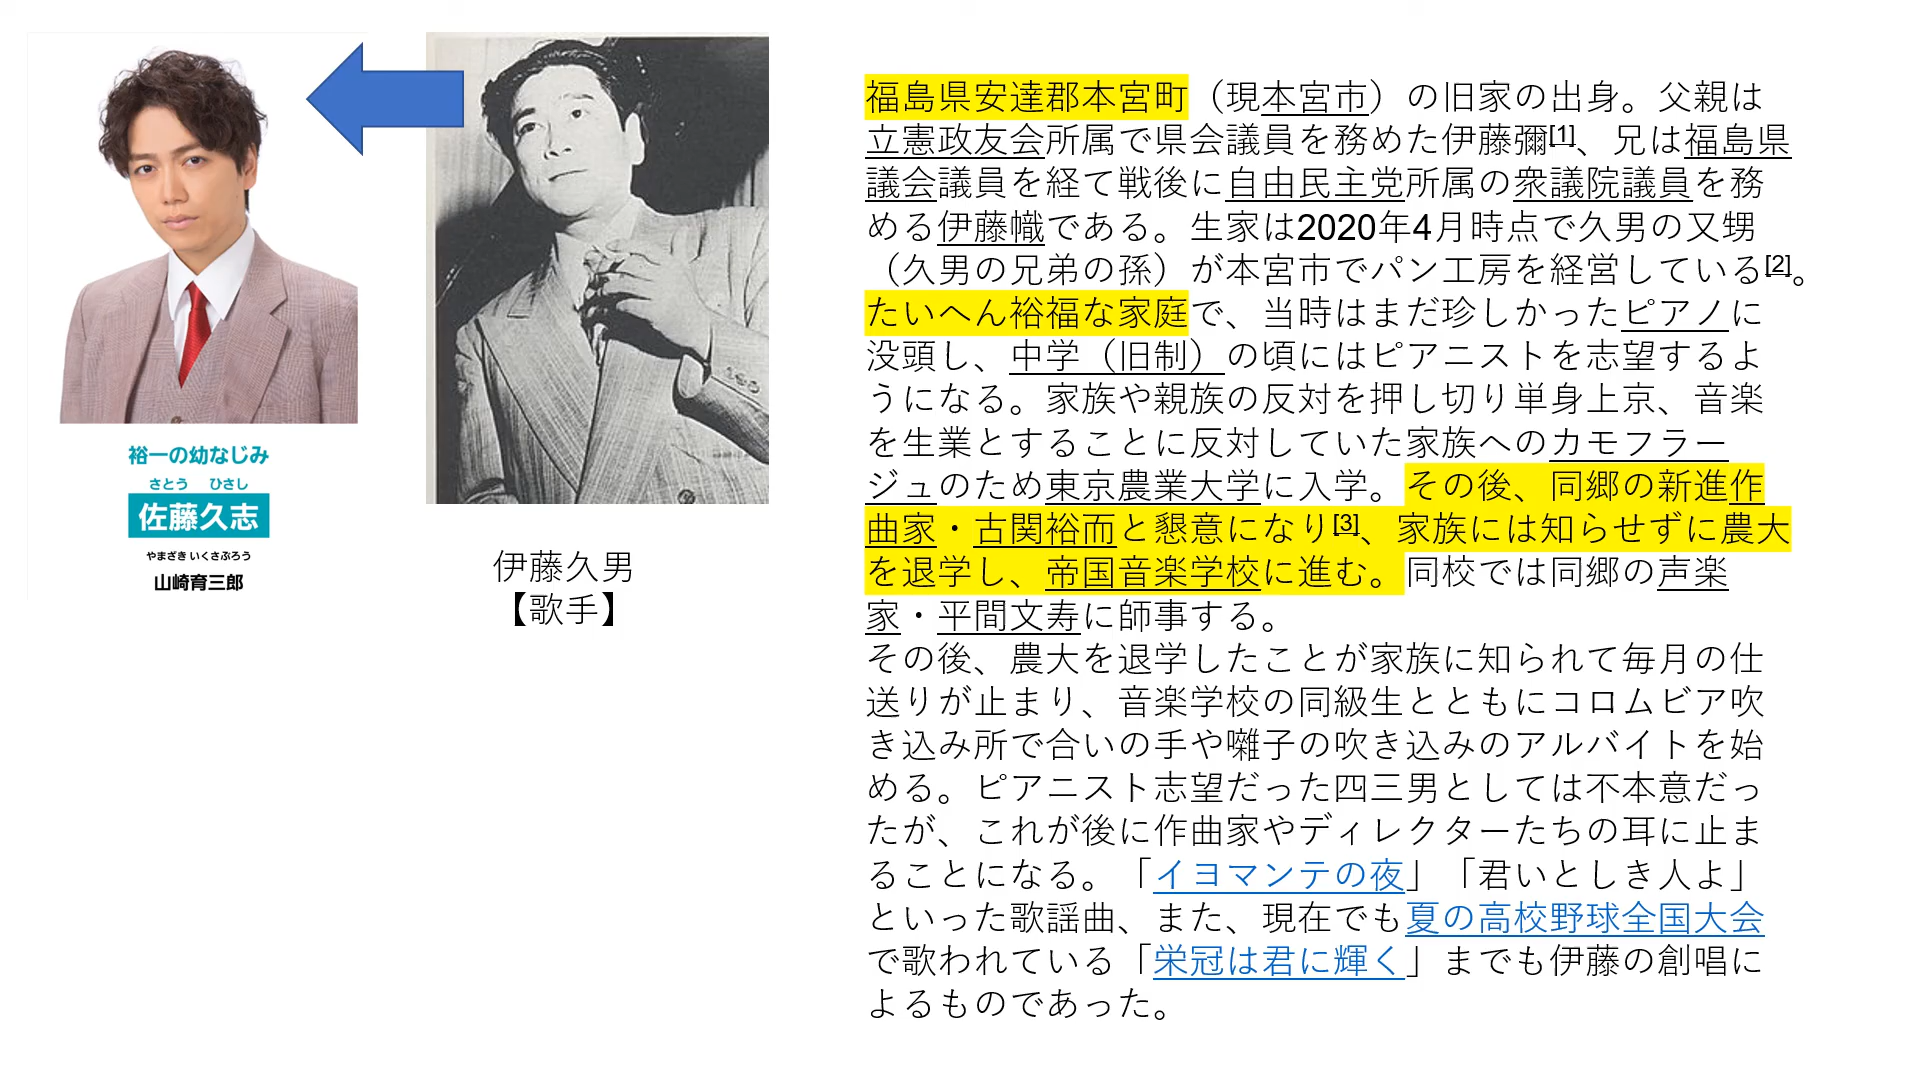 裕一の幼なじみ
さとう ひさし
佐藤久志
やまざき いくさぶろう
山崎育三郎
伊藤久男
【歌手】
福島県安達郡本宮町（現本宮市）の旧家の出身。父親は
立憲政友会所属で県会議員を務めた伊藤彌[1]、兄は福島県
議会議員を経て戦後に自由民主党所属の衆議院議員を務
める伊藤幟である。生家は2020年4月時点で久男の又甥
（久男の兄弟の孫）が本宮市でパン工房を経営している[2]。
たいへん裕福な家庭で、当時はまだ珍しかったピアノに
没頭し、中学（旧制）の頃にはピアニストを志望するよ
うになる。家族や親族の反対を押し切り単身上京、音楽
を生業とすることに反対していた家族へのカモフラー
ジュのため東京農業大学に入学。その後、同郷の新進作
曲家・古関裕而と懇意になり[3]、家族には知らせずに農大
を退学し、帝国音楽学校に進む。同校では同郷の声楽
家・平間文寿に師事する。
その後、農大を退学したことが家族に知られて毎月の仕
送りが止まり、音楽学校の同級生とともにコロムビア吹
き込み所で合いの手や囃子の吹き込みのアルバイトを始
める。ピアニスト志望だった四三男としては不本意だっ
たが、これが後に作曲家やディレクターたちの耳に止ま
ることになる。「イヨマンテの夜」「君いとしき人よ」
といった歌謡曲、また、現在でも夏の高校野球全国大会
で歌われている「栄冠は君に輝く」までも伊藤の創唱に
よるものであった。